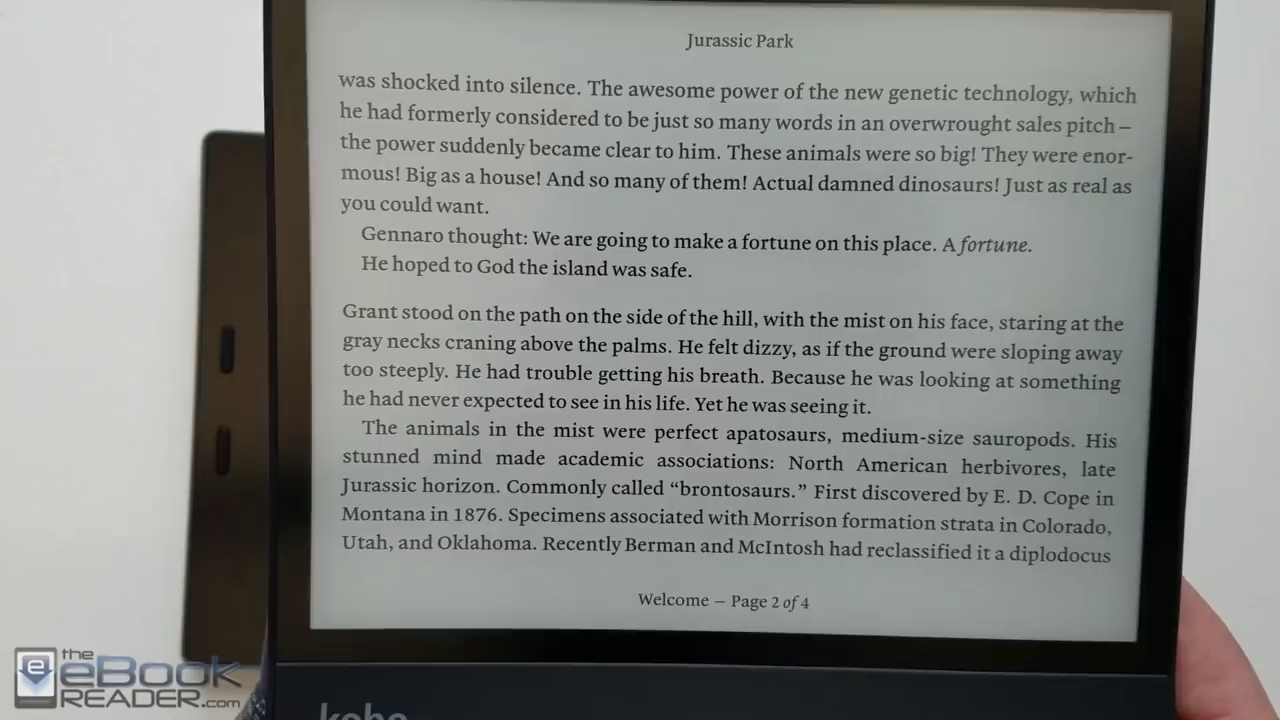 Jurassic Park
was shocked into silence. The awesome power of the new genetic technology, which
he had formerly considered to be just so many words in an overwrought sales pitch –
the power suddenly became clear to him. These animals were so big! They were enor-
mous! Big as a house! And so many of them! Actual damned dinosaurs! Just as real as
you could want.
Gennaro thought: We are going to make a fortune on this place. A fortune.
He hoped to God the island was safe.
Grant stood on the path on the side of the hill, with the mist on his face, staring at the
gray necks craning above the palms. He felt dizzy, as if the ground were sloping away
too steeply. He had trouble getting his breath. Because he was looking at something
he had never expected to see in his life. Yet he was seeing it.
The animals in the mist were perfect apatosaurs, medium-size sauropods. His
stunned mind made academic associations: North American herbivores, late
Jurassic horizon. Commonly called “brontosaurs.” First discovered by E. D. Cope in
Montana in 1876. Specimens associated with Morrison formation strata in Colorado,
Utah, and Oklahoma. Recently Berman and McIntosh had reclassified it a diplodocus
Welcome – Page 2 of 4
kobo
the
eBook
READER.com